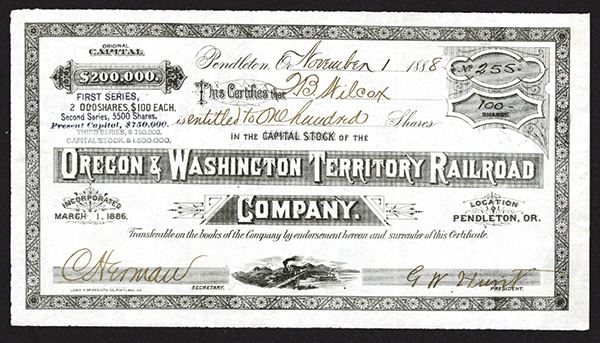 ORIGINAL
CAPITAL
$200.000.
FIRST SERIES,
2 000 SHARES, $100 EACH.
Second Series, 5500 Shares,
Present Capital, $750.000.
THIRD SERIES, $750.000.
CAPITAL STOCK, $1.500.000.
Pendleton, Or November 1 1888
No 255
This Certifies that B Wilcox
100
SHARES
is entitled to One hundred Shares
IN THE CAPITAL STOCK OF THE
OREGON & WASHINGTON TERRITORY RAILROAD
COMPANY.
INCORPORATED
MARCH 1, 1886.
LOCATION
OF
PENDLETON, OR.
Transferable on the books of the Company by endorsement hereon and surrender of this Certificate.
SECRETARY.
G W Hunt
PRESIDENT.